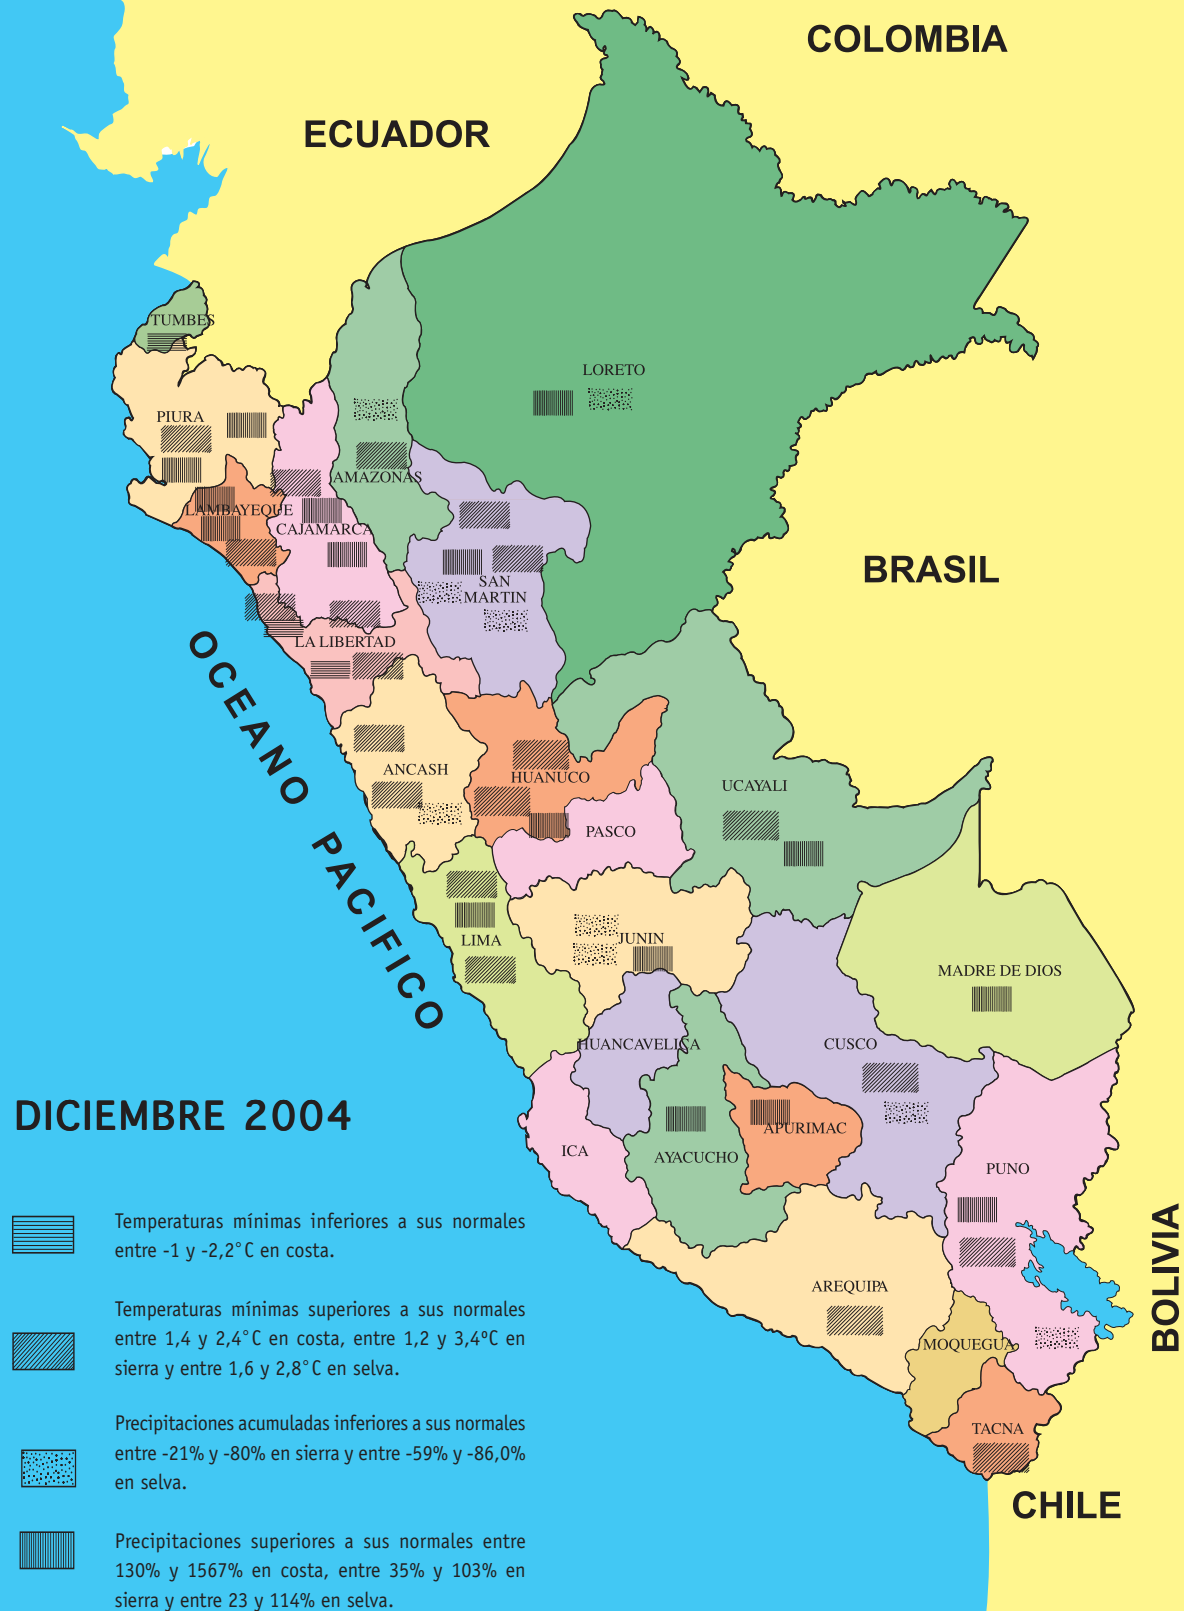 COLOMBIA
ECUADOR
TUMBES
LORETO
PIURA
AMAZONAS
LAMBAYEQUE
CAJAMARCA
BRASIL
SAN
MARTIN
LA LIBERTAD
OCEANO PACIFICO
ANCASH
HUANUCO
UCAYALI
PASCO
LIMA
JUNIN
MADRE DE DIOS
HUANCAVELICA
CUSCO
DICIEMBRE 2004
APURIMAC
ICA
AYACUCHO
PUNO
BOLIVIA
AREQUIPA
MOQUEGUA
TACNA
CHILE
Temperaturas mínimas inferiores a sus normales
entre -1 y -2,2°C en costa.
Temperaturas mínimas superiores a sus normales
entre 1,4 y 2,4°C en costa, entre 1,2 y 3,4ºC en
sierra y entre 1,6 y 2,8°C en selva.
Precipitaciones acumuladas inferiores a sus normales
entre -21% y -80% en sierra y entre -59% y -86,0%
en selva.
Precipitaciones superiores a sus normales entre
130% y 1567% en costa, entre 35% y 103% en
sierra y entre 23 y 114% en selva.